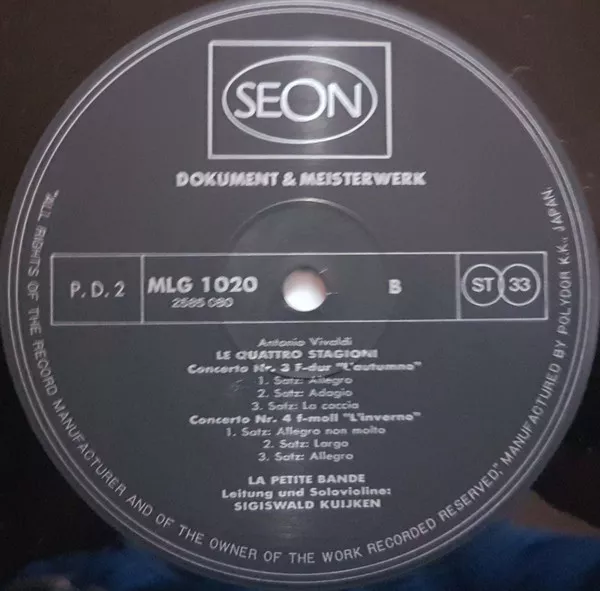 SEON
DOKUMENT & MEISTERWERK
P. D. 2
MLG 1020
2585 080
B
ST 33
Antonio Vivaldi
LE QUATTRO STAGIONI
Concerto Nr. 3 F-dur "L'autumno"
1. Satz: Allegro
2. Satz: Adagio
3. Satz: La caccia
Concerto Nr. 4 f-moll "L'inverno"
1. Satz: Allegro non molto
2. Satz: Largo
3. Satz: Allegro
LA PETITE BANDE
Leitung und Solovioline:
SIGISWALD KUIJKEN
"ALL RIGHTS OF THE RECORD MANUFACTURER AND OF THE OWNER OF THE WORK RECORDED RESERVED," MANUFACTURED BY POLYDOR K.K., JAPAN.